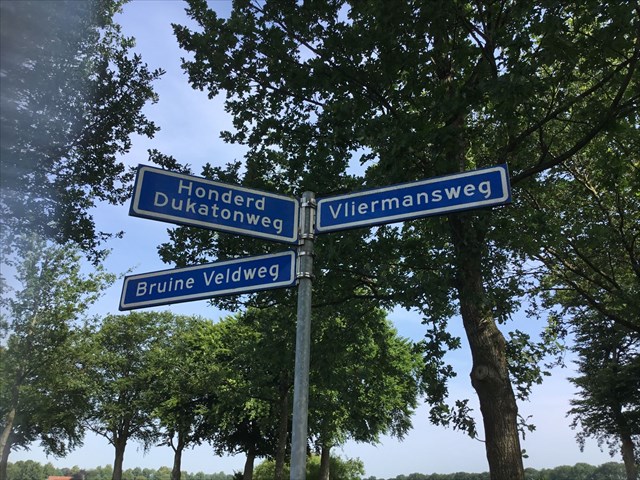 Honderd
Dukatonweg
Vliermansweg
Bruine Veldweg